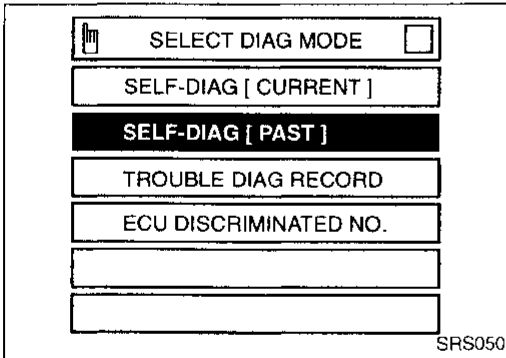 SELECT DIAG MODE
SELF-DIAG [ CURRENT ]
SELF-DIAG [ PAST ]
TROUBLE DIAG RECORD
ECU DISCRIMINATED NO.
SRS050